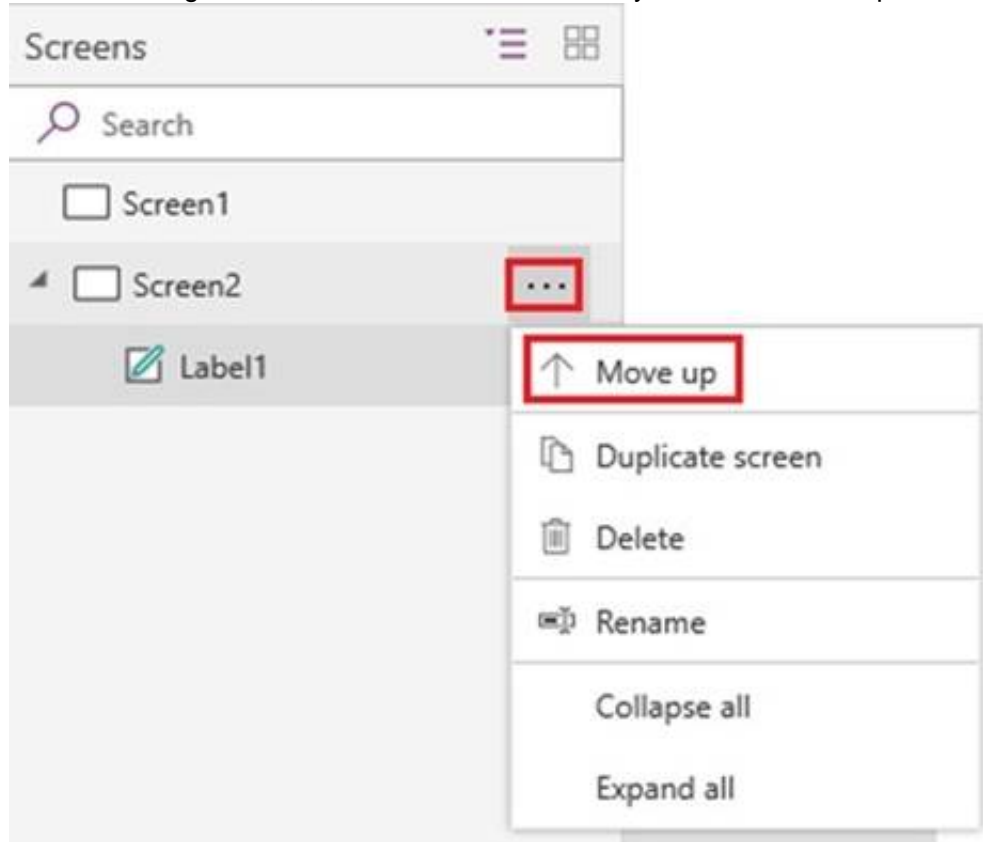 Screens
Search
Screen1
Screen2
...
Label1
Move up
Duplicate screen
Delete
Rename
Collapse all
Expand all